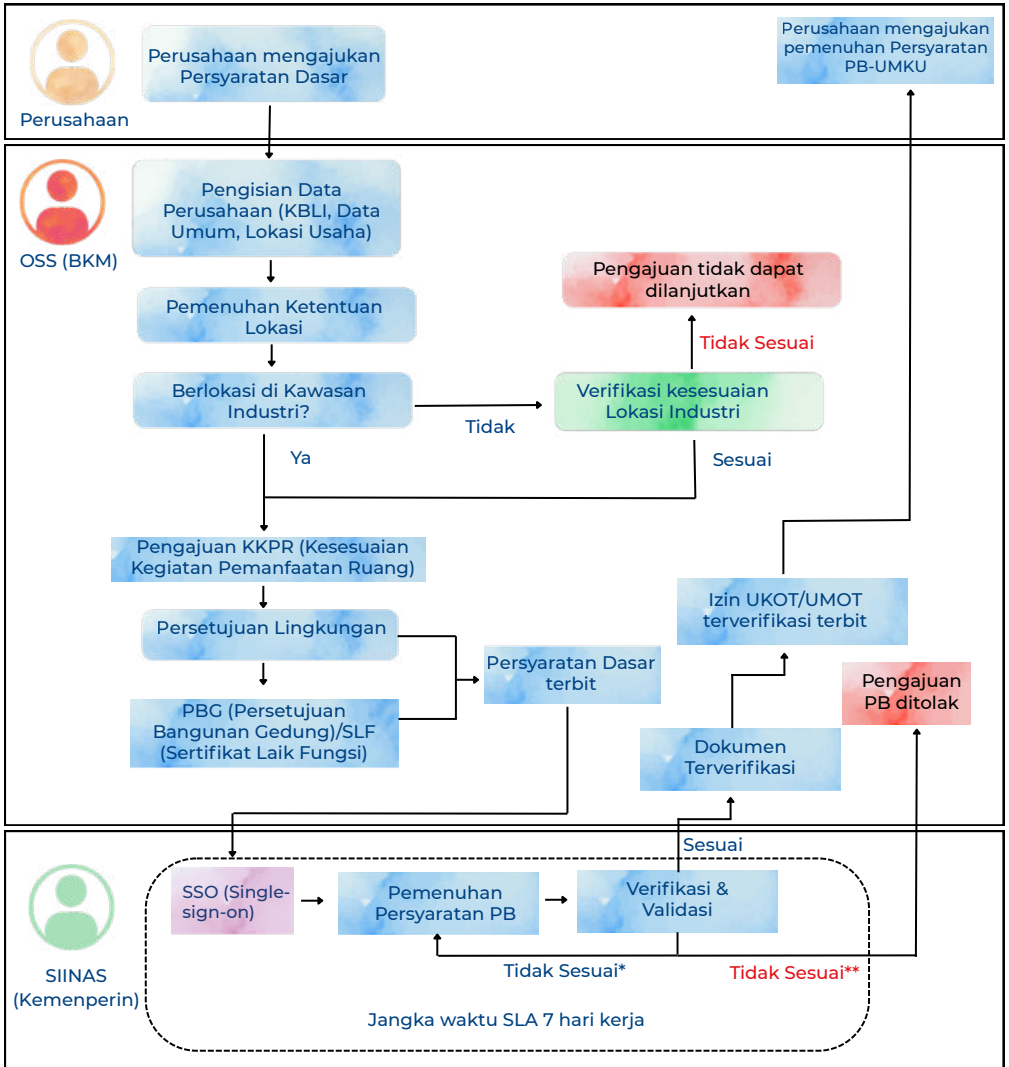 Perusahaan mengajukan
Persyaratan Dasar
Perusahaan mengajukan
pemenuhan Persyaratan
PB-UMKU
Perusahaan
Pengisian Data
Perusahaan (KBLI, Data
Umum, Lokasi Usaha)
OSS (BKM)
Pengajuan tidak dapat
dilanjutkan
Pemenuhan Ketentuan
Lokasi
Tidak Sesuai
Berlokasi di Kawasan
Industri?
Tidak
Verifikasi kesesuaian
Lokasi Industri
Ya
Sesuai
Pengajuan KKPR (Kesesuaian
Kegiatan Pemanfaatan Ruang)
Persetujuan Lingkungan
PBG (Persetujuan
Bangunan Gedung)/SLF
(Sertifikat Laik Fungsi)
Persyaratan Dasar
terbit
Izin UKOT/UMOT
terverifikasi terbit
Pengajuan
PB ditolak
Dokumen
Terverifikasi
Sesuai
SSO (Single-
sign-on)
Pemenuhan
Persyaratan PB
Verifikasi &
Validasi
Tidak Sesuai*
Tidak Sesuai**
SIINAS
(Kemenperin)
Jangka waktu SLA 7 hari kerja